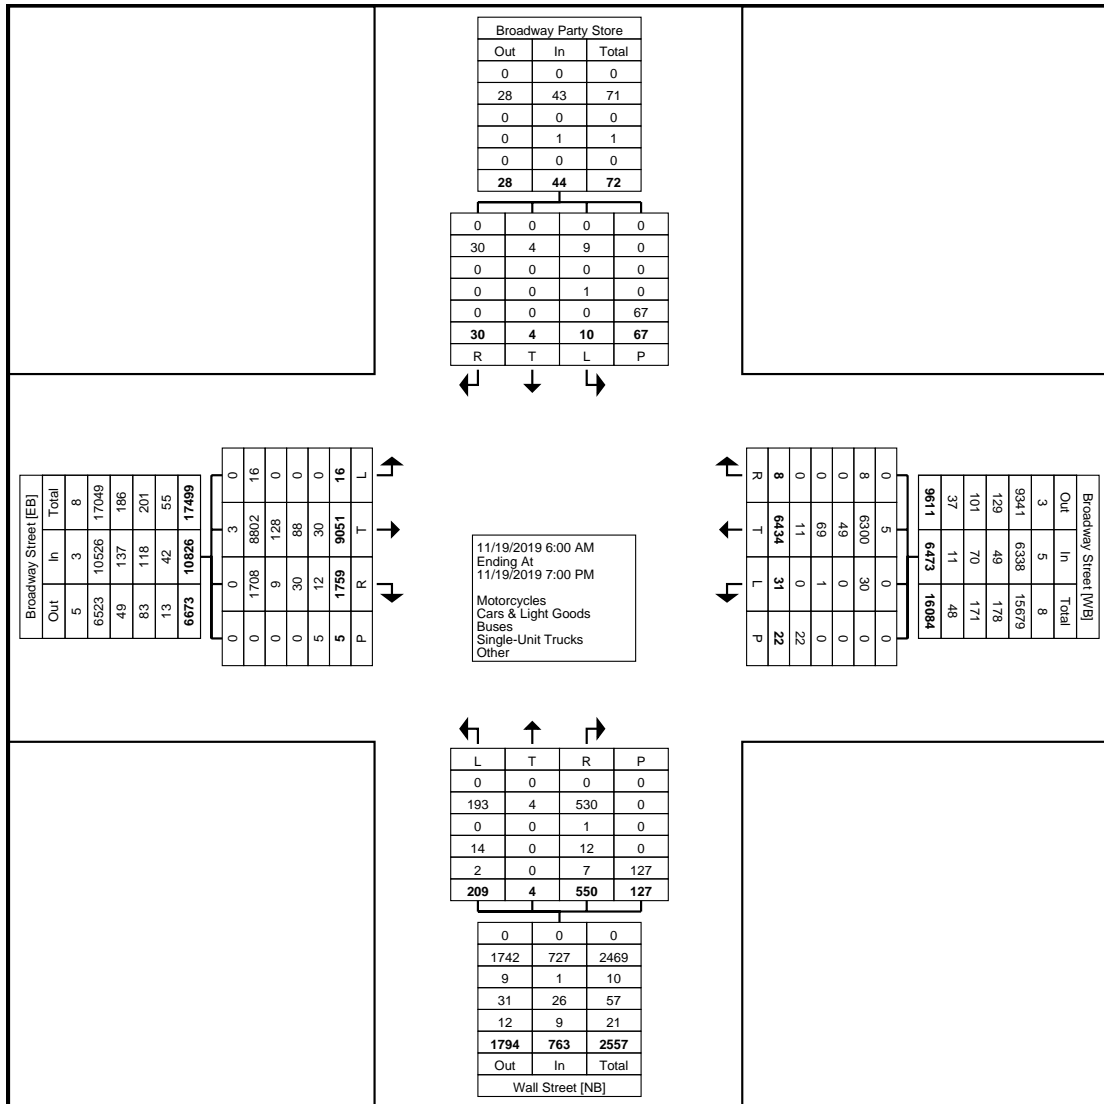 Broadway Party Store
Out In Total
0 0 0
28 43 71
0 0 0
0 1 1
0 0 0
28 44 72
0 0 0 0
30 4 9 0
0 0 0 0
0 0 1 0
0 0 0 67
30 4 10 67
R T L P
Broadway Street [EB]
Total In Out
8 3 5
17049 10526 6523
186 137 49
201 118 83
55 42 13
17499 10826 6673
0 3 0 0
16 8802 1708 0
0 128 9 0
0 88 30 0
0 30 12 5
16 9051 1759 5
L T R P
11/19/2019 6:00 AM
Ending At
11/19/2019 7:00 PM
Motorcycles
Cars & Light Goods
Buses
Single-Unit Trucks
Other
Broadway Street [WB]
Out In Total
3 5 8
9341 6338 15679
129 49 178
101 70 171
37 11 48
9611 6473 16084
0 5 0 0
8 6300 30 0
0 49 0 0
0 69 1 0
0 11 0 22
8 6434 31 22
R T L P
L T R P
0 0 0 0
193 4 530 0
0 0 1 0
14 0 12 0
2 0 7 127
209 4 550 127
0 0 0
1742 727 2469
9 1 10
31 26 57
12 9 21
1794 763 2557
Out In Total
Wall Street [NB]